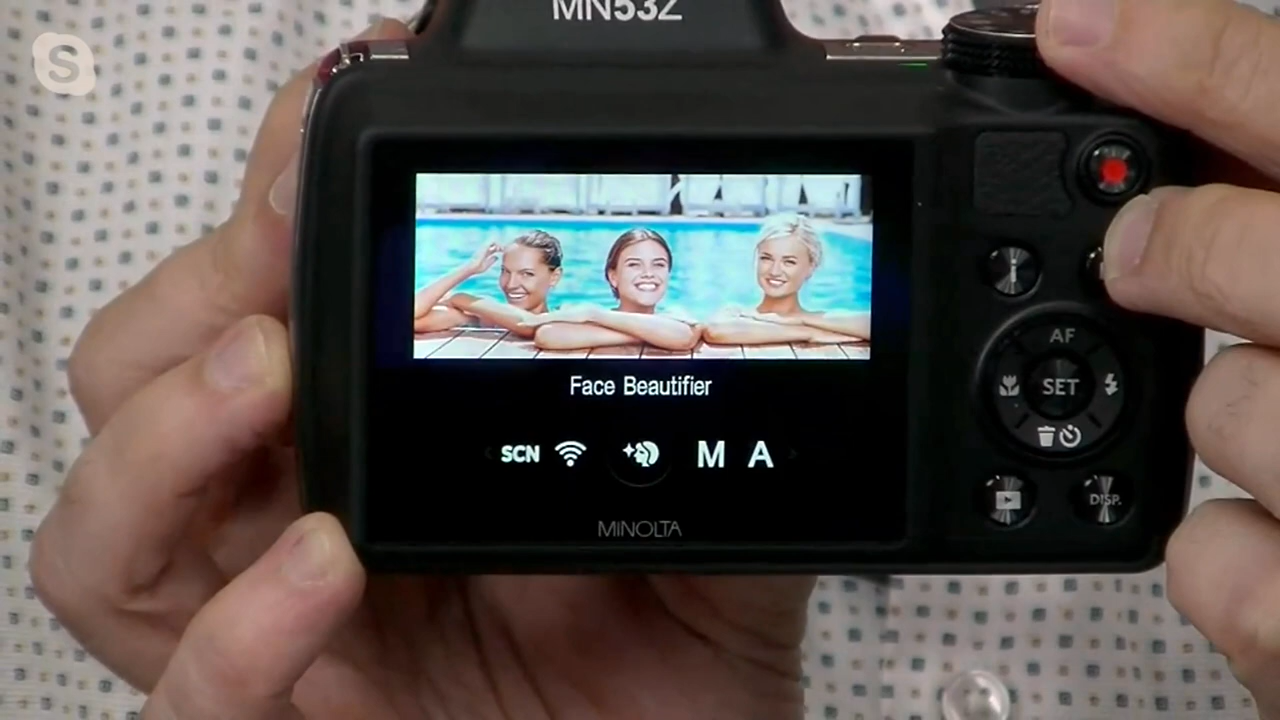 MN53Z
S
AF
SET
Face Beautifier
SCN M A
DISP.
MINOLTA